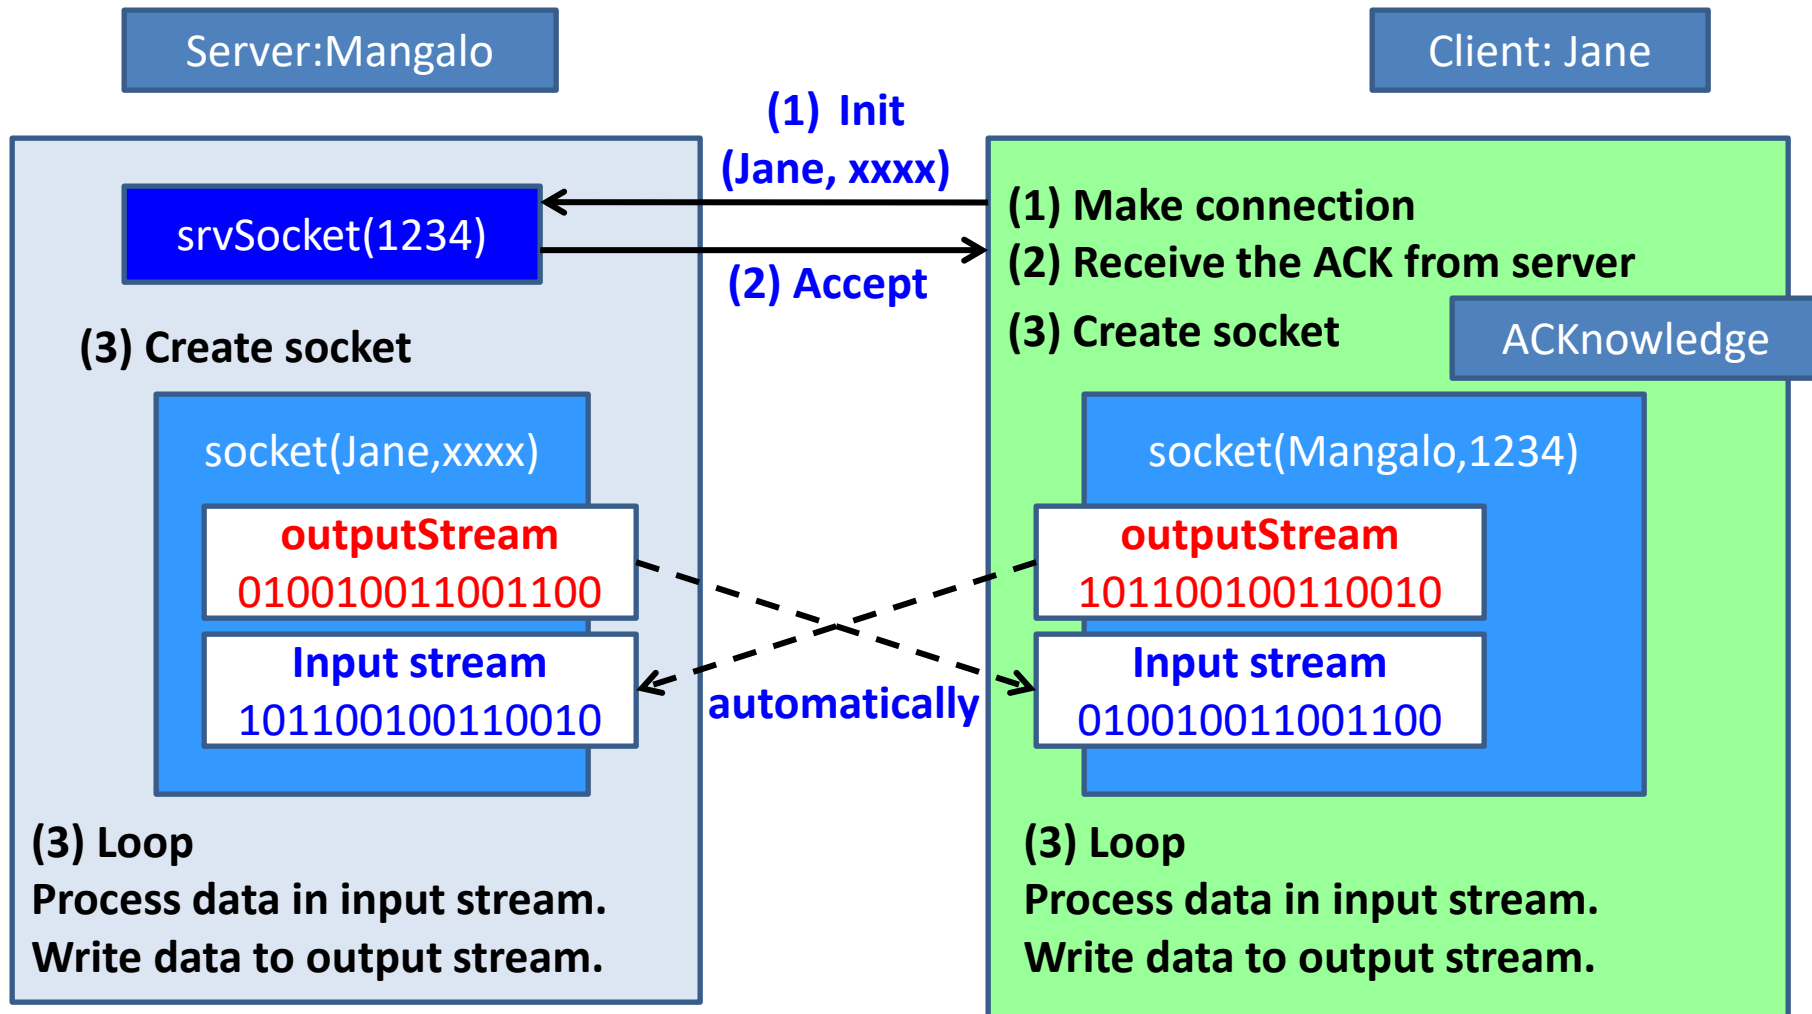 Server:Mangalo
Client: Jane
(1) Init
(Jane, xxxx)
srvSocket(1234)
(2) Accept
(1) Make connection
(2) Receive the ACK from server
(3) Create socket
ACKnowledge
(3) Create socket
socket(Jane,xxxx)
outputStream
010010011001100
Input stream
101100100110010
automatically
socket(Mangalo,1234)
outputStream
101100100110010
Input stream
010010011001100
(3) Loop
Process data in input stream.
Write data to output stream.
(3) Loop
Process data in input stream.
Write data to output stream.